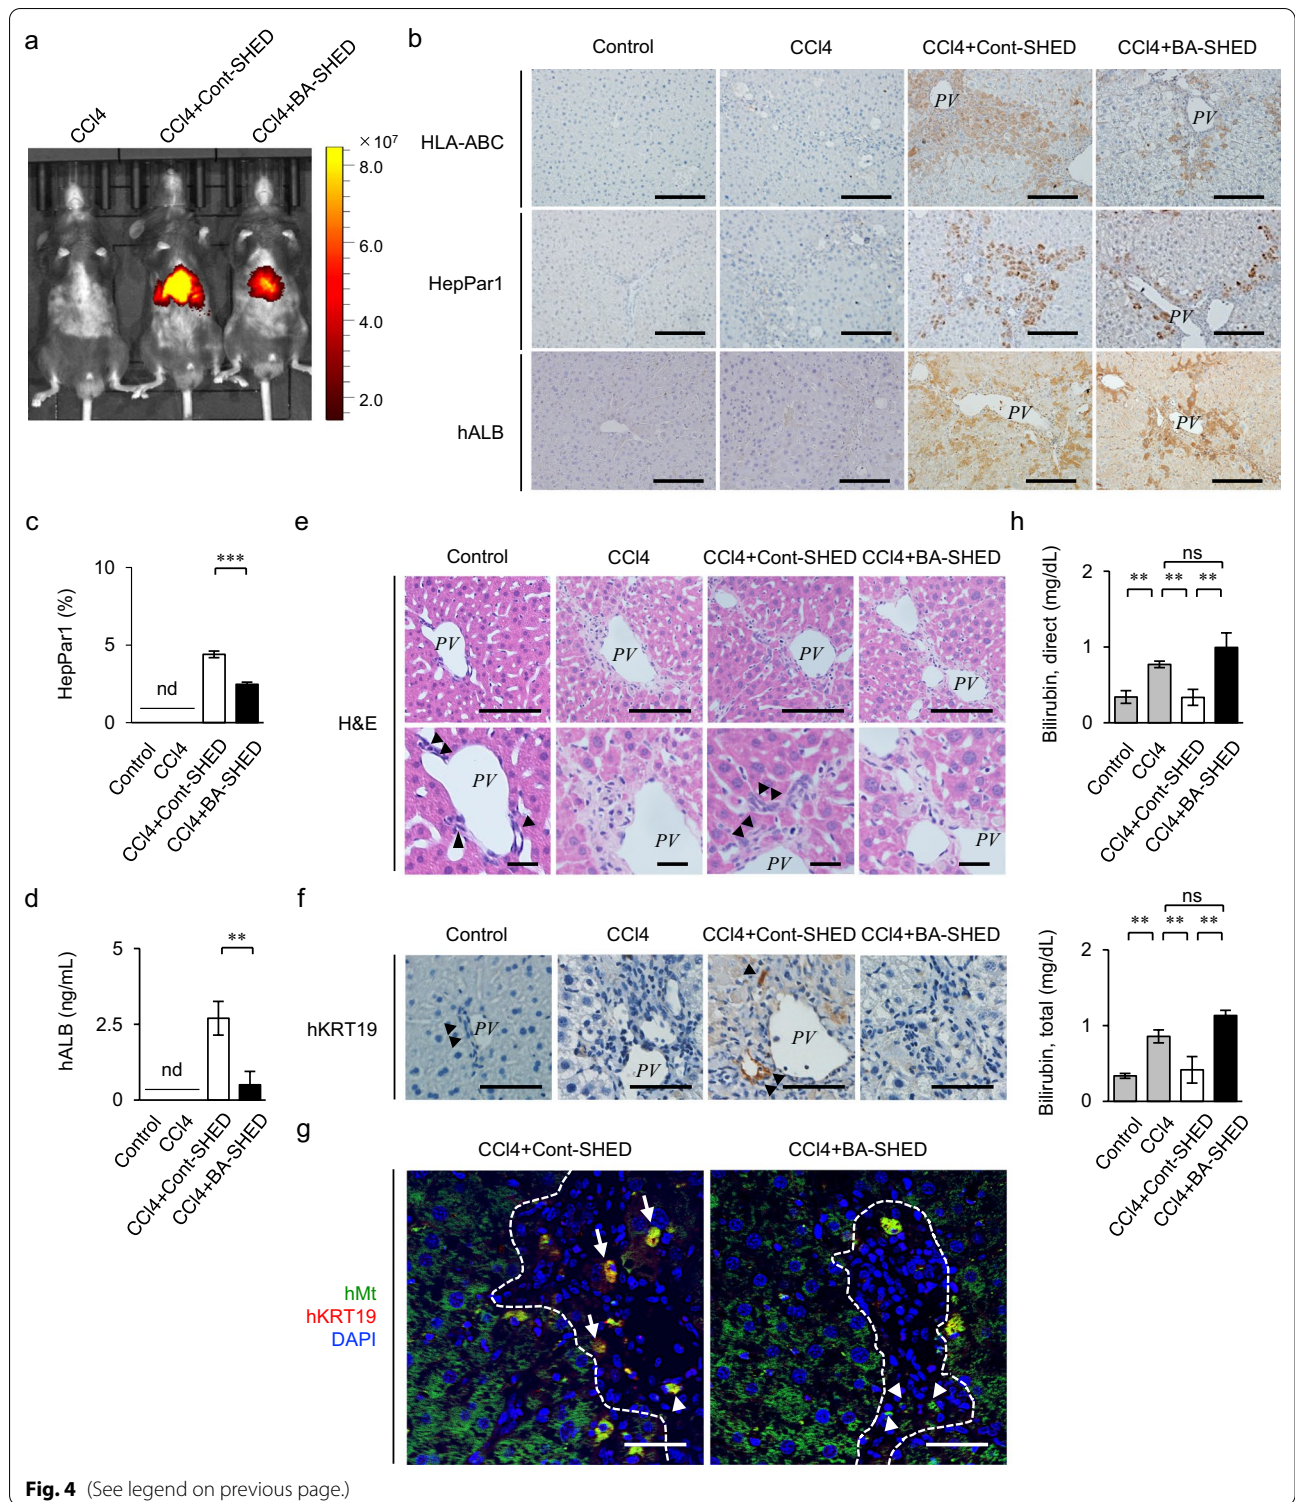 a
CCl4
CCl4+Cont-SHED
CCl4+BA-SHED
×10⁷
8.0
6.0
4.0
2.0
b
Control
CCl4
CCl4+Cont-SHED
CCl4+BA-SHED
HLA-ABC
PV
PV
HepPar1
PV
hALB
PV
PV
c
HepPar1 (%)
10
5
0
nd
***
Control
CCl4
CCl4+Cont-SHED
CCl4+BA-SHED
d
hALB (ng/mL)
5
2.5
0
nd
**
Control
CCl4
CCl4+Cont-SHED
CCl4+BA-SHED
e
Control
CCl4
CCl4+Cont-SHED
CCl4+BA-SHED
H&E
PV
PV
PV
PV
PV
PV
PV
PV
f
Control
CCl4
CCl4+Cont-SHED
CCl4+BA-SHED
hKRT19
PV
PV
PV
g
CCl4+Cont-SHED
CCl4+BA-SHED
hMt
hKRT19
DAPI
h
Bilirubin, direct (mg/dL)
2
1
0
ns
** ** **
Control
CCl4
CCl4+Cont-SHED
CCl4+BA-SHED
Bilirubin, total (mg/dL)
2
1
0
ns
** ** **
Control
CCl4
CCl4+Cont-SHED
CCl4+BA-SHED
Fig. 4 (See legend on previous page.)